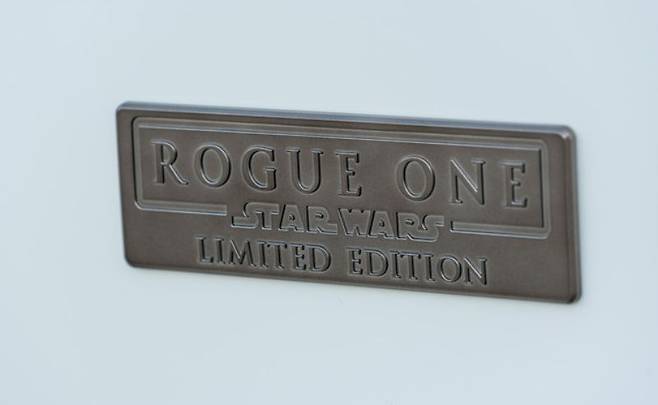 ROGUE ONE
STAR WARS
LIMITED EDITION